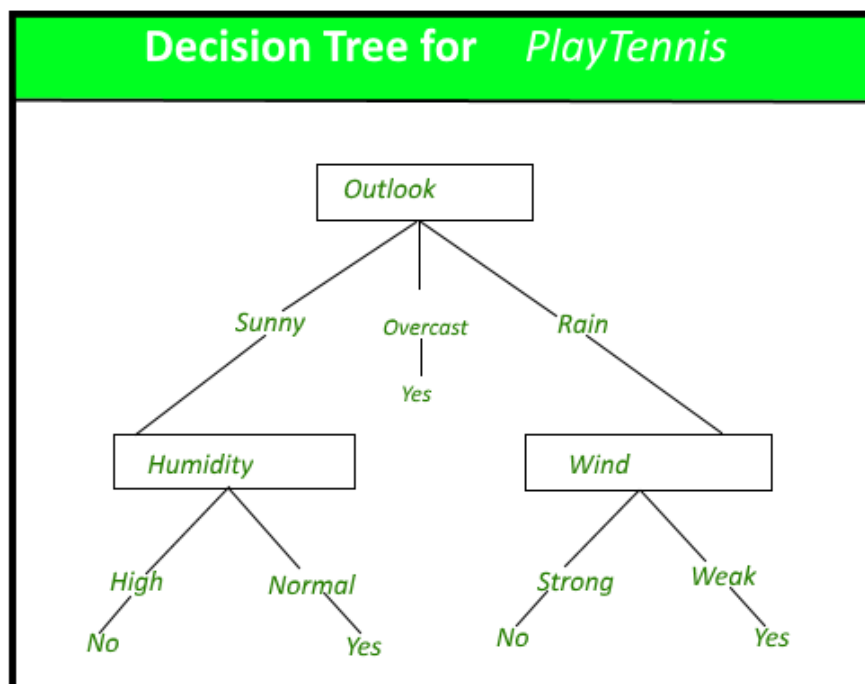 Decision Tree for PlayTennis
Outlook
Sunny Overcast Rain
Yes
Humidity Wind
High Normal Strong Weak
No Yes No Yes